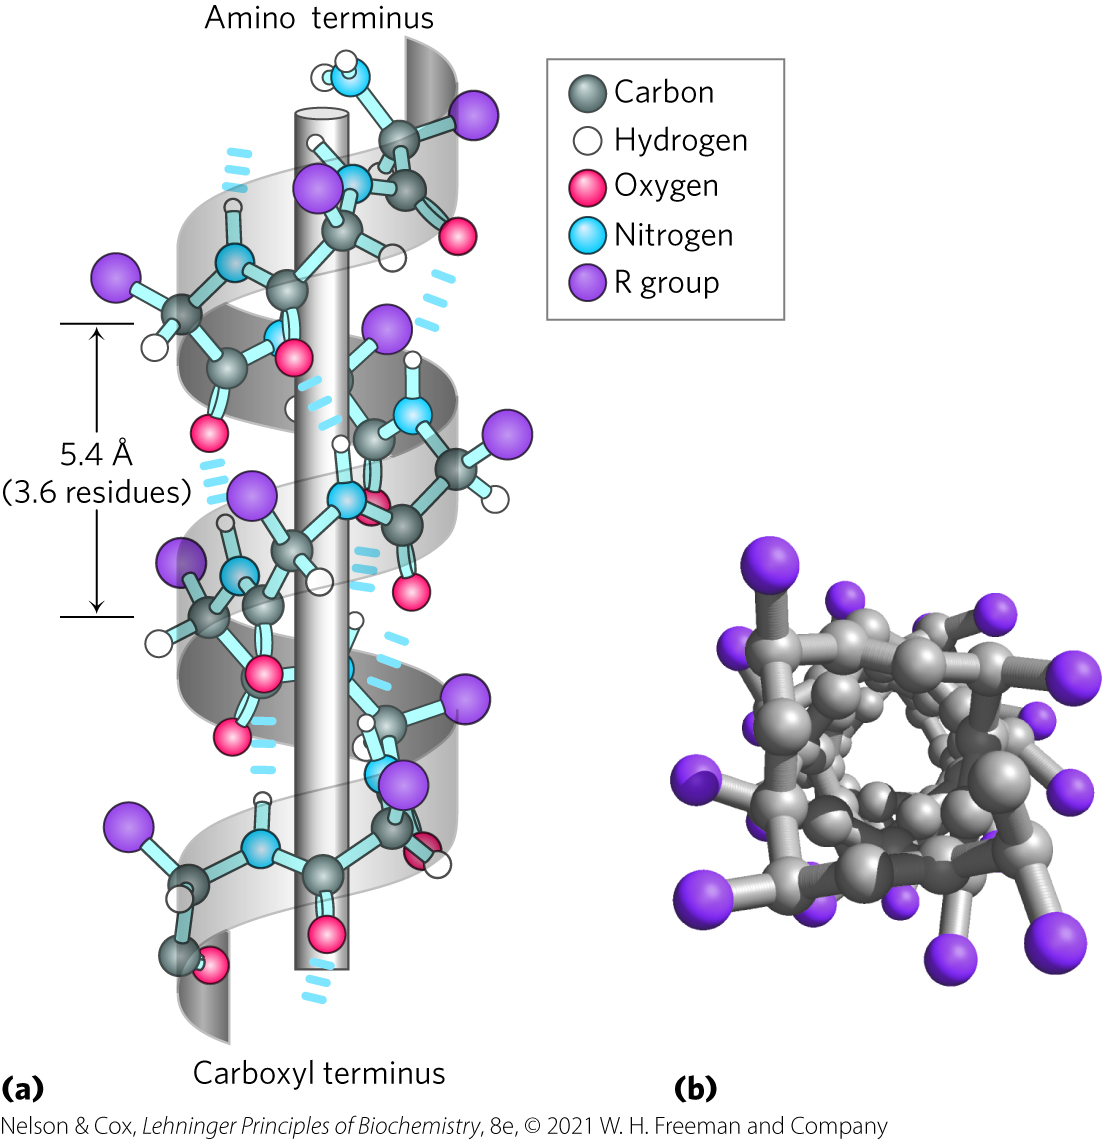 Amino terminus
Carbon
Hydrogen
Oxygen
Nitrogen
R group
5.4 Å
(3.6 residues)
Carboxyl terminus
(a)
(b)
Nelson & Cox, Lehninger Principles of Biochemistry, 8e, © 2021 W. H. Freeman and Company